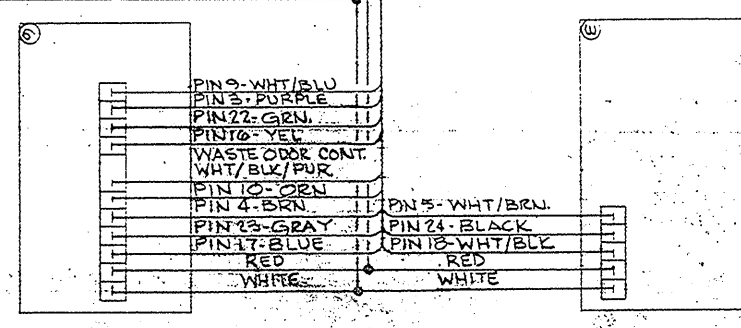 6
PIN 9-WHT/BLU
PIN 3-PURPLE
PIN 22-GRN.
PIN 16-YEL
WASTE ODOR CONT.
WHT/BLK/PUR
PIN 10-ORN
PIN 4-BRN
PIN 23-GRAY
PIN 17-BLUE
RED
WHITE
3
PIN 5-WHT/BRN.
PIN 24-BLACK
PIN 18-WHT/BLK
RED
WHITE